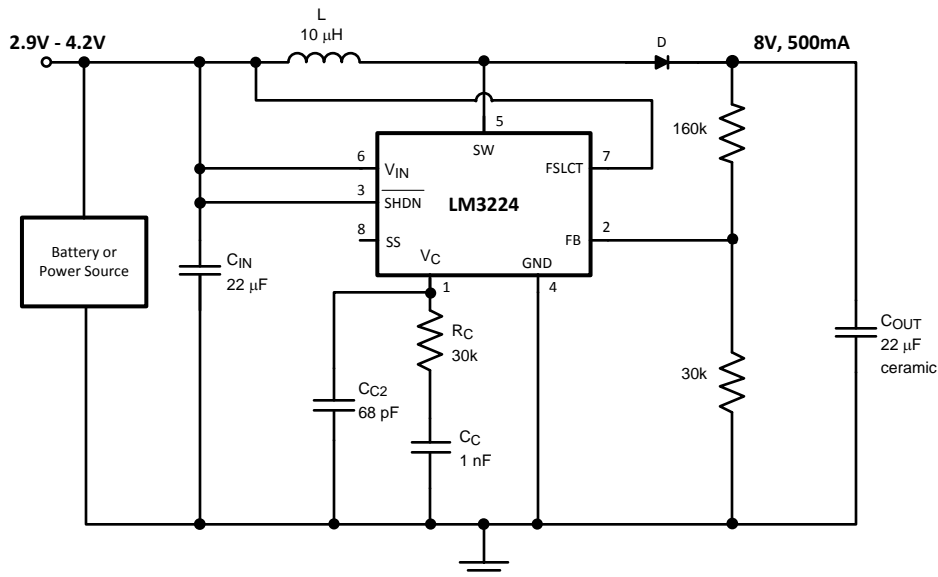 L
10 μH
2.9V - 4.2V
D
8V, 500mA
5
SW
160k
6
VIN
7
FSLCT
3
SHDN
LM3224
8
SS
2
FB
VC
GND
1
4
Battery or
Power Source
CIN
22 μF
RC
30k
COUT
22 μF
ceramic
30k
CC2
68 pF
CC
1 nF